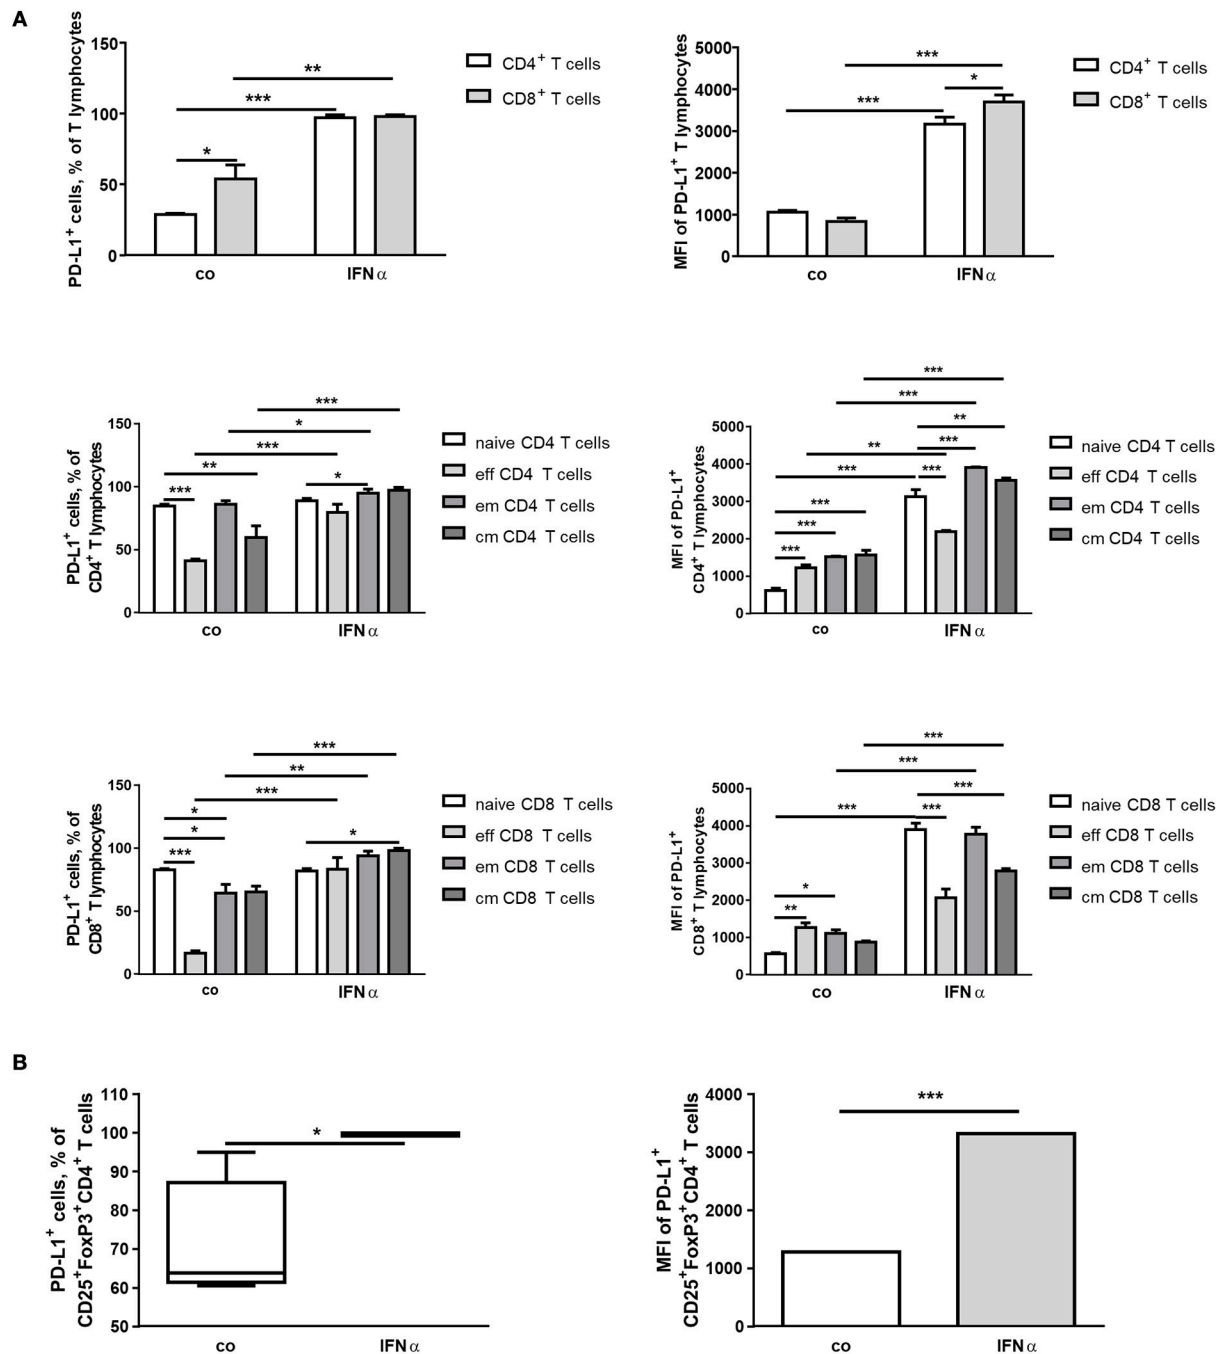 A
PD-L1⁺ cells, % of T lymphocytes
150
100
50
0
**
***
*
co
IFN α
CD4⁺ T cells
CD8⁺ T cells
MFI of PD-L1⁺ T lymphocytes
5000
4000
3000
2000
1000
0
***
*
***
co
IFN α
CD4⁺ T cells
CD8⁺ T cells
PD-L1⁺ cells, % of
CD4⁺ T lymphocytes
150
100
50
0
***
*
***
**
*
***
co
IFN α
naive CD4 T cells
eff CD4 T cells
em CD4 T cells
cm CD4 T cells
MFI of PD-L1⁺
CD4⁺ T lymphocytes
5000
4000
3000
2000
1000
0
***
***
**
** ***
*** ***
***
***
***
co
IFN α
naive CD4 T cells
eff CD4 T cells
em CD4 T cells
cm CD4 T cells
PD-L1⁺ cells, % of
CD8⁺ T lymphocytes
150
100
50
0
***
**
***
*
* *
***
co
IFN α
naive CD8 T cells
eff CD8 T cells
em CD8 T cells
cm CD8 T cells
MFI of PD-L1⁺
CD8⁺ T lymphocytes
5000
4000
3000
2000
1000
0
***
***
***
*** ***
*
**
co
IFN α
naive CD8 T cells
eff CD8 T cells
em CD8 T cells
cm CD8 T cells
B
PD-L1⁺ cells, % of
CD25⁺FoxP3⁺CD4⁺ T cells
110
100
90
80
70
60
50
*
co
IFN α
MFI of PD-L1⁺
CD25⁺FoxP3⁺CD4⁺ T cells
4000
3000
2000
1000
0
***
co
IFN α